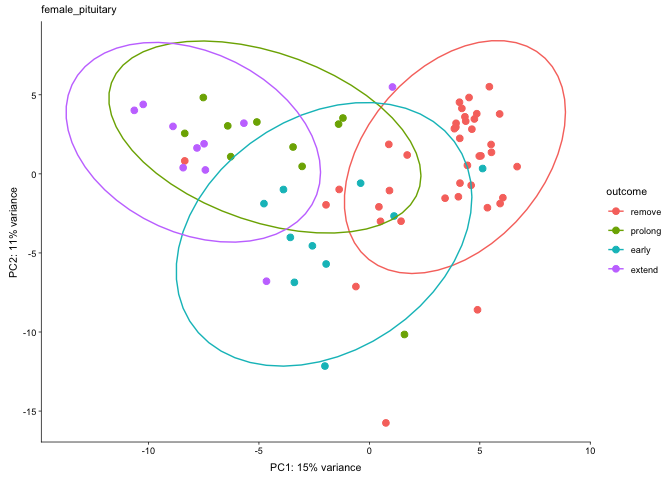 female_pituitary
5
0
-5
-10
-15
PC2: 11% variance
-10
-5
0
5
10
PC1: 15% variance
outcome
remove
prolong
early
extend